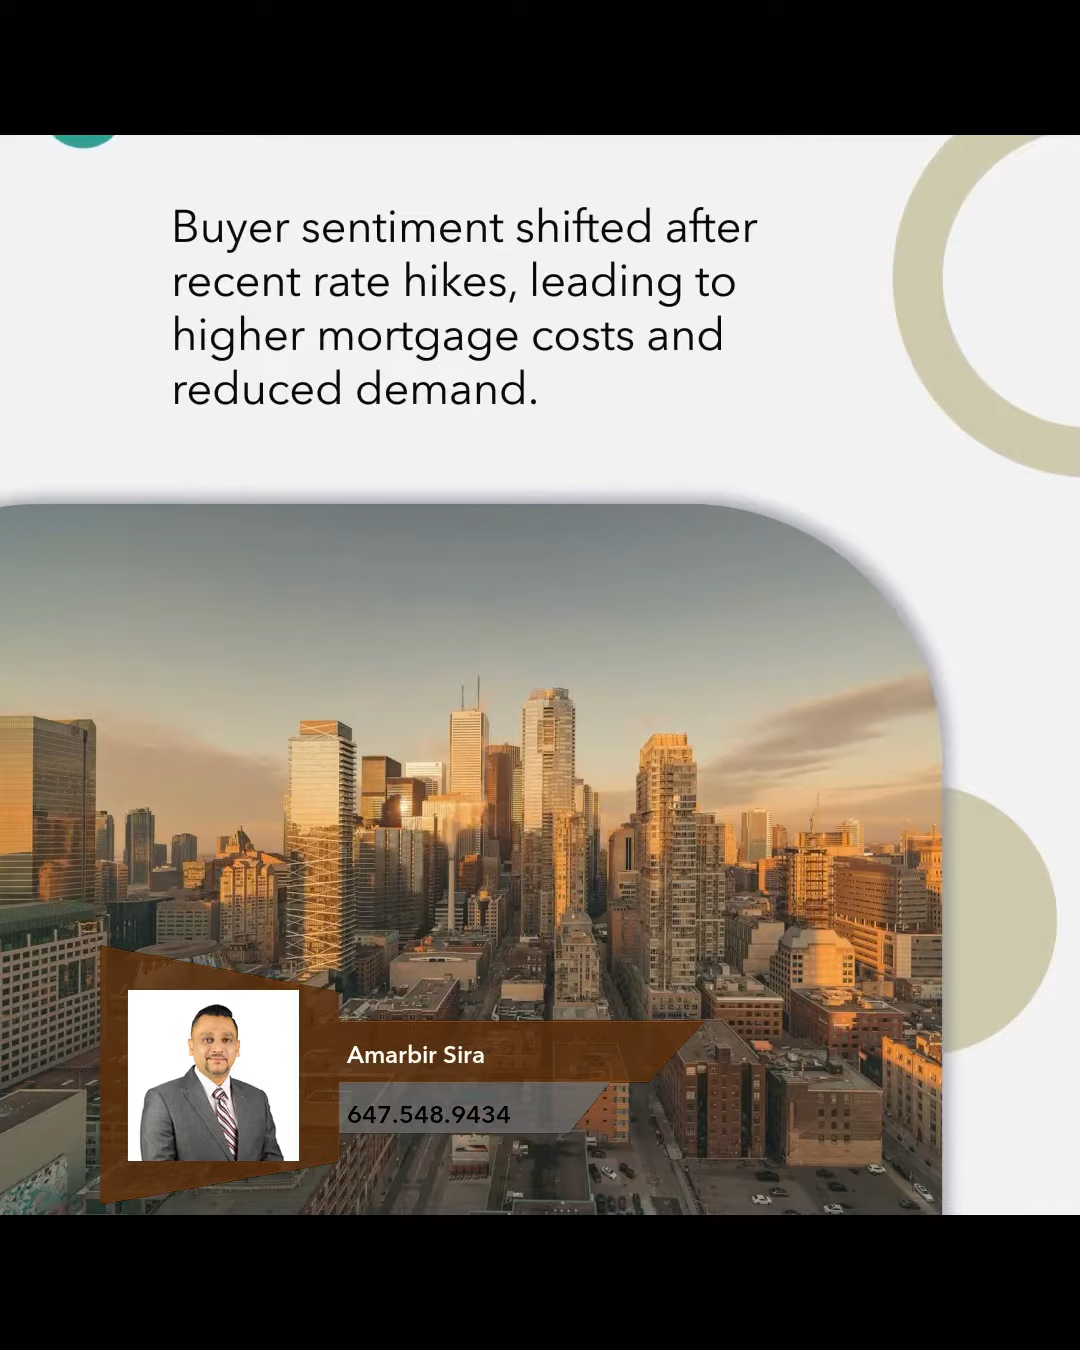 Buyer sentiment shifted after
recent rate hikes, leading to
higher mortgage costs and
reduced demand.
Amarbir Sira
647.548.9434